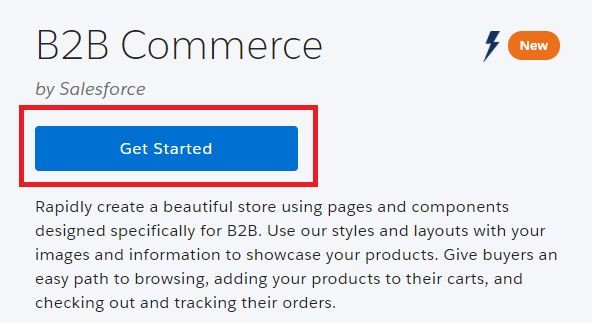 B2B Commerce
New
by Salesforce
Get Started
Rapidly create a beautiful store using pages and components
designed specifically for B2B. Use our styles and layouts with your
images and information to showcase your products. Give buyers an
easy path to browsing, adding your products to their carts, and
checking out and tracking their orders.